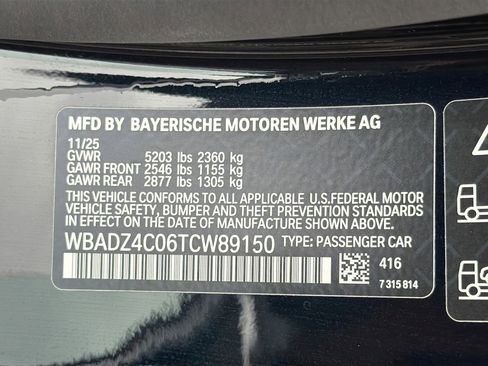 MFD BY BAYERISCHE MOTOREN WERKE AG
11/25
GVWR 5203 lbs 2360 kg
GAWR FRONT 2546 lbs 1155 kg
GAWR REAR 2877 lbs 1305 kg
THIS VEHICLE CONFORMS TO ALL APPLICABLE U.S.FEDERAL MOTOR
VEHICLE SAFETY, BUMPER AND THEFT PREVENTION STANDARDS
IN EFFECT ON THE DATE OF MANUFACTURE SHOWN ABOVE.
WBADZ4C06TCW89150 TYPE: PASSENGER CAR
416
7 315 814